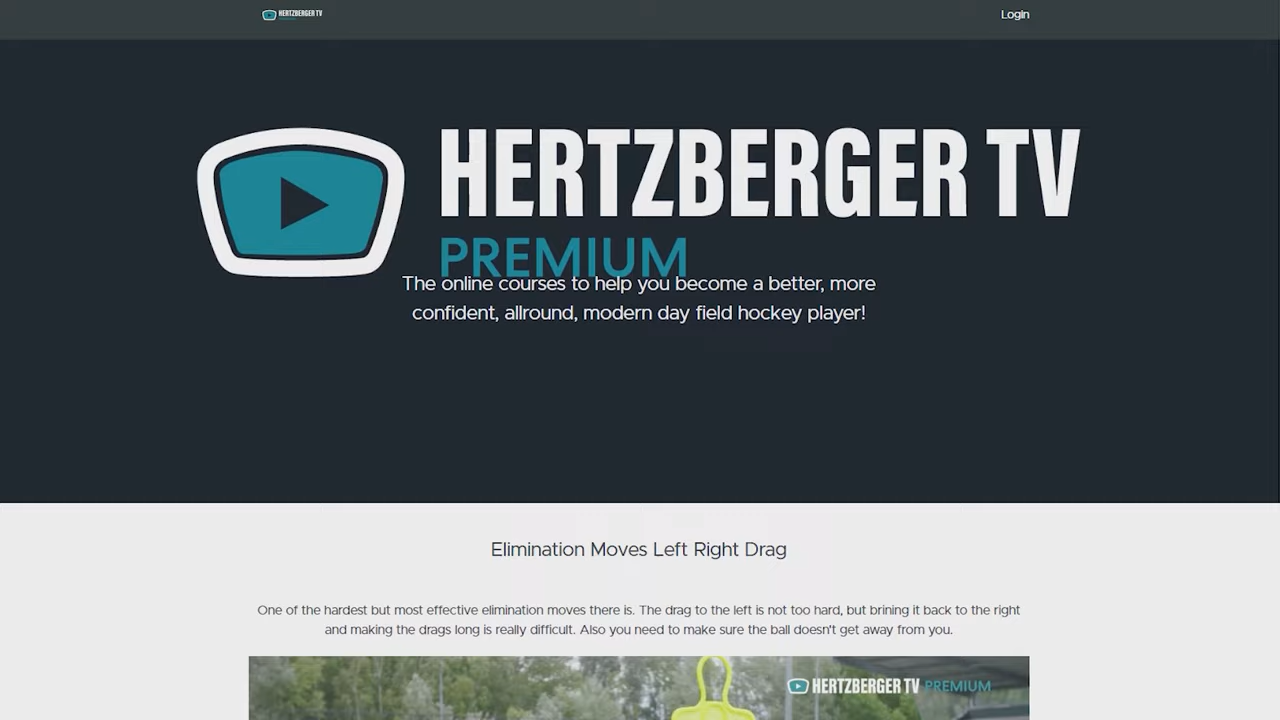 HERTZBERGER TV
Login
HERTZBERGER TV
PREMIUM
The online courses to help you become a better, more
confident, allround, modern day field hockey player!
Elimination Moves Left Right Drag
One of the hardest but most effective elimination moves there is. The drag to the left is not too hard, but brining it back to the right
and making the drags long is really difficult. Also you need to make sure the ball doesn't get away from you.
HERTZBERGER TV PREMIUM